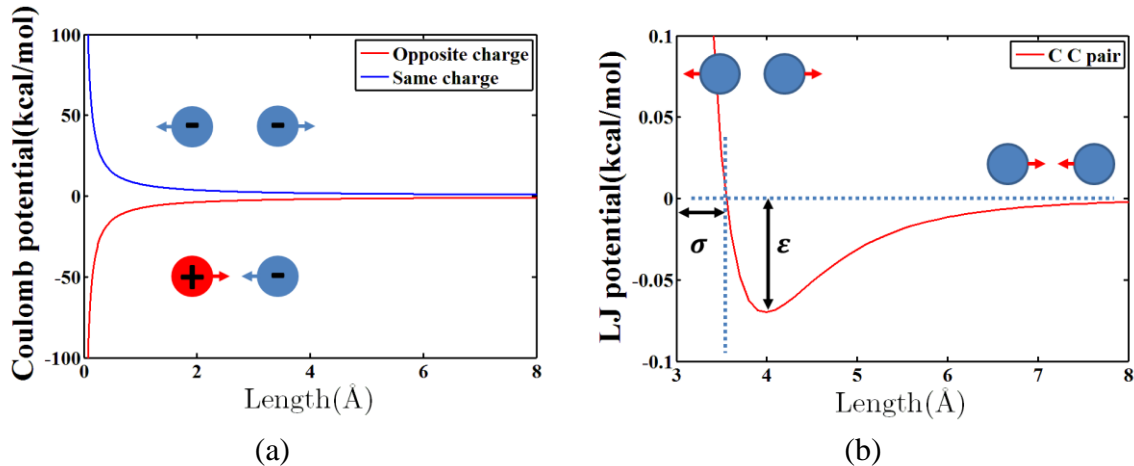 Coulomb potential(kcal/mol)
100
50
0
-50
-100
0
2
4
6
8
Length(Å)
Opposite charge
Same charge
-
-
+
-
(a)
LJ potential(kcal/mol)
0.1
0.05
0
-0.05
-0.1
3
4
5
6
7
8
Length(Å)
C C pair
σ
ε
(b)